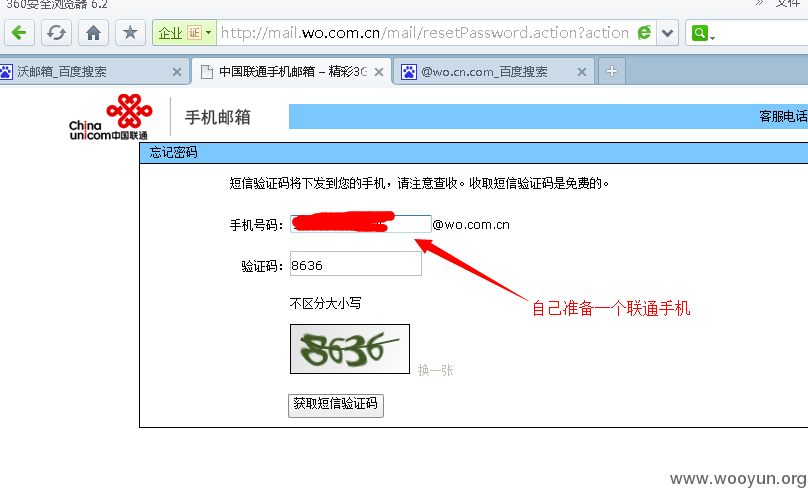 360安全浏览器 6.2
» 文件
企业 证 http://mail.wo.com.cn/mail/resetPassword.action?action
沃邮箱_百度搜索
中国联通手机邮箱 – 精彩3G
@wo.cn.com_百度搜索
China
unicom中国联通
手机邮箱
客服电话
忘记密码
短信验证码将下发到您的手机，请注意查收。收取短信验证码是免费的。
手机号码： @wo.com.cn
验证码： 8636
自己准备一个联通手机
不区分大小写
8636
换一张
获取短信验证码
www.wooyun.org